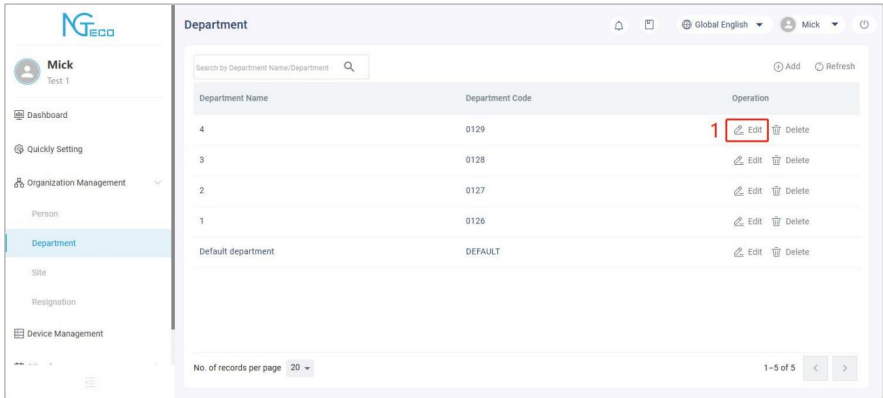 NGTECO
Department
Global English
Mick
Mick
Test 1
Search by Department Name/Department
Add
Refresh
Department Name
Department Code
Operation
Dashboard
4
0129
1
Edit
Delete
Quickly Setting
3
0128
Edit
Delete
Organization Management
2
0127
Edit
Delete
Person
1
0126
Edit
Delete
Department
Default department
DEFAULT
Edit
Delete
Site
Resignation
Device Management
No. of records per page
20
1–5 of 5